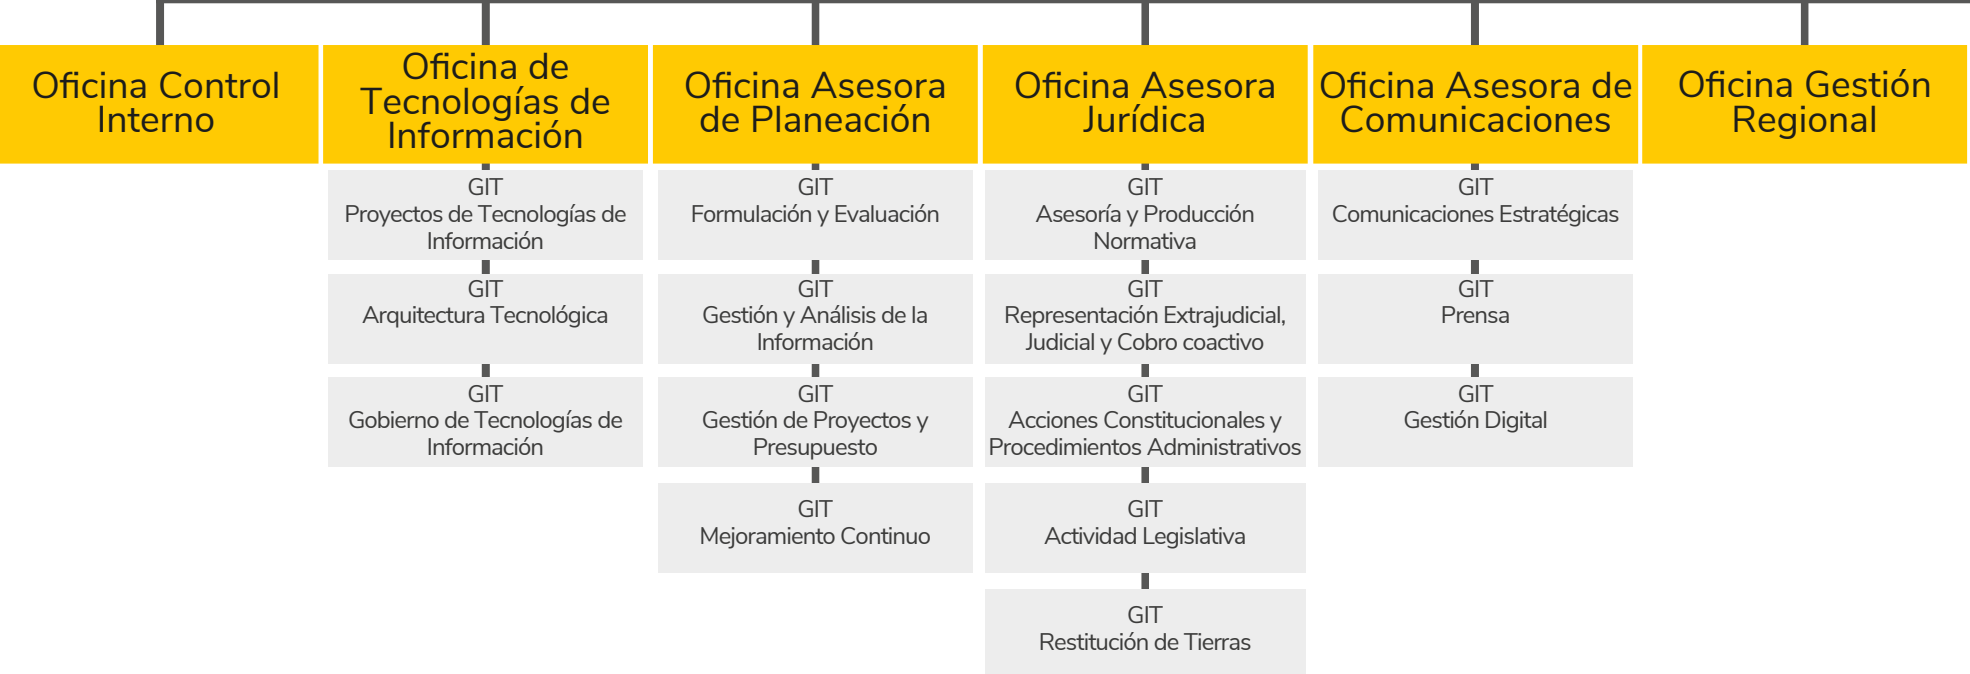 Oficina Control
Interno
Oficina de
Tecnologías de
Información
GIT
Proyectos de Tecnologías de
Información
GIT
Arquitectura Tecnológica
GIT
Gobierno de Tecnologías de
Información
Oficina Asesora
de Planeación
GIT
Formulación y Evaluación
GIT
Gestión y Análisis de la
Información
GIT
Gestión de Proyectos y
Presupuesto
GIT
Mejoramiento Continuo
Oficina Asesora
Jurídica
GIT
Asesoría y Producción
Normativa
GIT
Representación Extrajudicial,
Judicial y Cobro coactivo
GIT
Acciones Constitucionales y
Procedimientos Administrativos
GIT
Actividad Legislativa
GIT
Restitución de Tierras
Oficina Asesora de
Comunicaciones
GIT
Comunicaciones Estratégicas
GIT
Prensa
GIT
Gestión Digital
Oficina Gestión
Regional